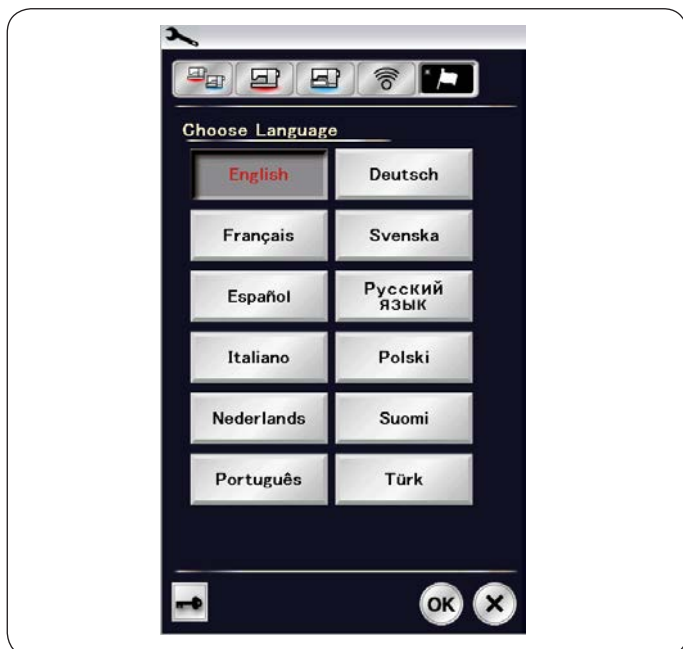 Choose Language
English
Deutsch
Français
Svenska
Español
Русский
язык
Italiano
Polski
Nederlands
Suomi
Português
Türk
OK